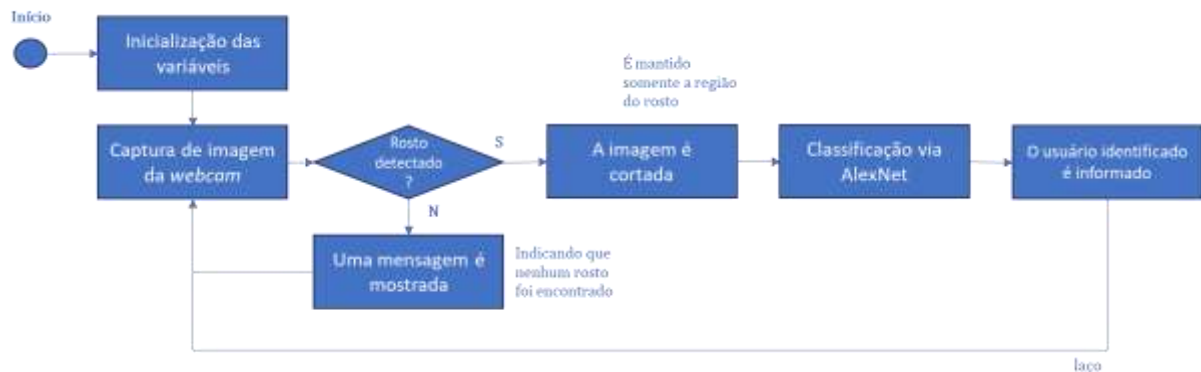 Início
Inicialização das
variáveis
É mantido
somente a região
do rosto
Captura de imagem
da webcam
Rosto
detectado
?
S
A imagem é
cortada
Classificação via
AlexNet
O usuário identificado
é informado
N
Uma mensagem é
mostrada
Indicando que
nenhum rosto
foi encontrado
laço